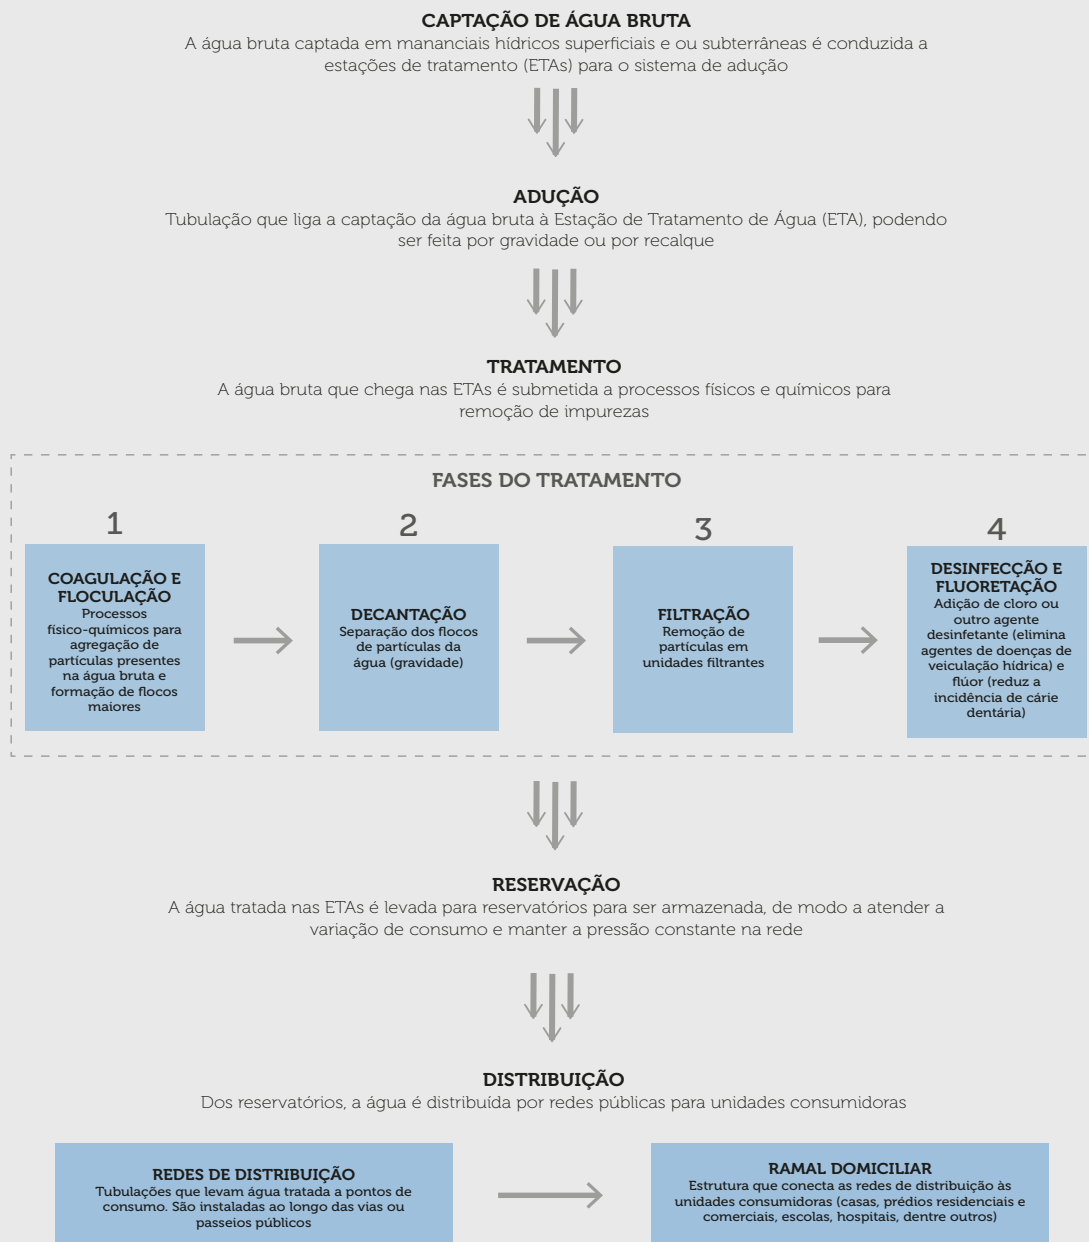 CAPTAÇÃO DE ÁGUA BRUTA
A água bruta captada em mananciais hídricos superficiais e ou subterrâneas é conduzida a
estações de tratamento (ETAs) para o sistema de adução
ADUÇÃO
Tubulação que liga a captação da água bruta à Estação de Tratamento de Água (ETA), podendo
ser feita por gravidade ou por recalque
TRATAMENTO
A água bruta que chega nas ETAs é submetida a processos físicos e químicos para
remoção de impurezas
FASES DO TRATAMENTO
1
COAGULAÇÃO E
FLOCULAÇÃO
Processos
físico-químicos para
agregação de
partículas presentes
na água bruta e
formação de flocos
maiores
2
DECANTAÇÃO
Separação dos flocos
de partículas da
água (gravidade)
3
FILTRAÇÃO
Remoção de
partículas em
unidades filtrantes
4
DESINFECÇÃO E
FLUORETAÇÃO
Adição de cloro ou
outro agente
desinfetante (elimina
agentes de doenças de
veiculação hídrica) e
flúor (reduz a
incidência de cárie
dentária)
RESERVAÇÃO
A água tratada nas ETAs é levada para reservatórios para ser armazenada, de modo a atender a
variação de consumo e manter a pressão constante na rede
DISTRIBUIÇÃO
Dos reservatórios, a água é distribuída por redes públicas para unidades consumidoras
REDES DE DISTRIBUIÇÃO
Tubulações que levam água tratada a pontos de
consumo. São instaladas ao longo das vias ou
passeios públicos
RAMAL DOMICILIAR
Estrutura que conecta as redes de distribuição às
unidades consumidoras (casas, prédios residenciais e
comerciais, escolas, hospitais, dentre outros)